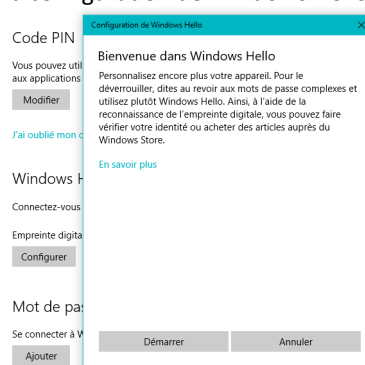 Configuration de Windows Hello
Code PIN
Bienvenue dans Windows Hello
Vous pouvez
aux applications
Personnalisez encore plus votre appareil. Pour le
déverrouiller, dites au revoir aux mots de passe complexes et
utilisez plutôt Windows Hello. Ainsi, à l'aide de la
reconnaissance de l'empreinte digitale, vous pouvez faire
vérifier votre identité ou acheter des articles auprès du
Windows Store.
Modifier
J'ai oublié mon
En savoir plus
Windows
Connectez-vous
Empreinte
Configurer
Mot de
Se connecter à
Ajouter
Démarrer
Annuler